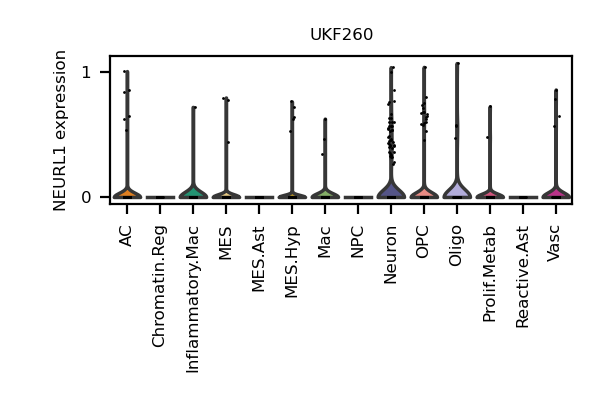 UKF260
NEURL1 expression
1
0
AC
Chromatin.Reg
Inflammatory.Mac
MES
MES.Ast
MES.Hyp
Mac
NPC
Neuron
OPC
Oligo
Prolif.Metab
Reactive.Ast
Vasc